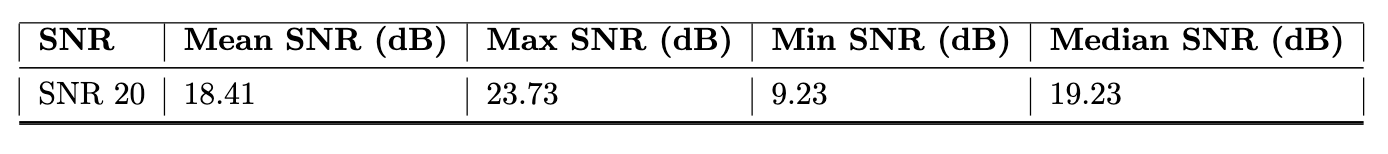 SNR Mean SNR (dB) Max SNR (dB) Min SNR (dB) Median SNR (dB)
SNR 20 18.41 23.73 9.23 19.23